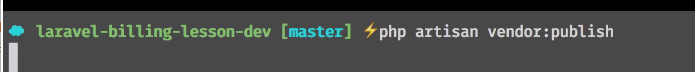 laravel-billing-lesson-dev [master] ⚡php artisan vendor:publish